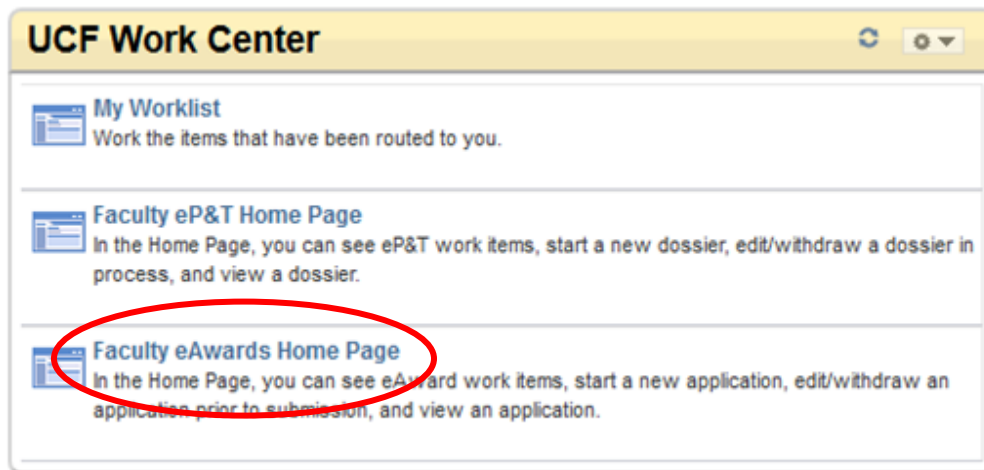 UCF Work Center
My Worklist
Work the items that have been routed to you.
Faculty eP&T Home Page
In the Home Page, you can see eP&T work items, start a new dossier, edit/withdraw a dossier in
process, and view a dossier.
Faculty eAwards Home Page
In the Home Page, you can see eAward work items, start a new application, edit/withdraw an
application prior to submission, and view an application.